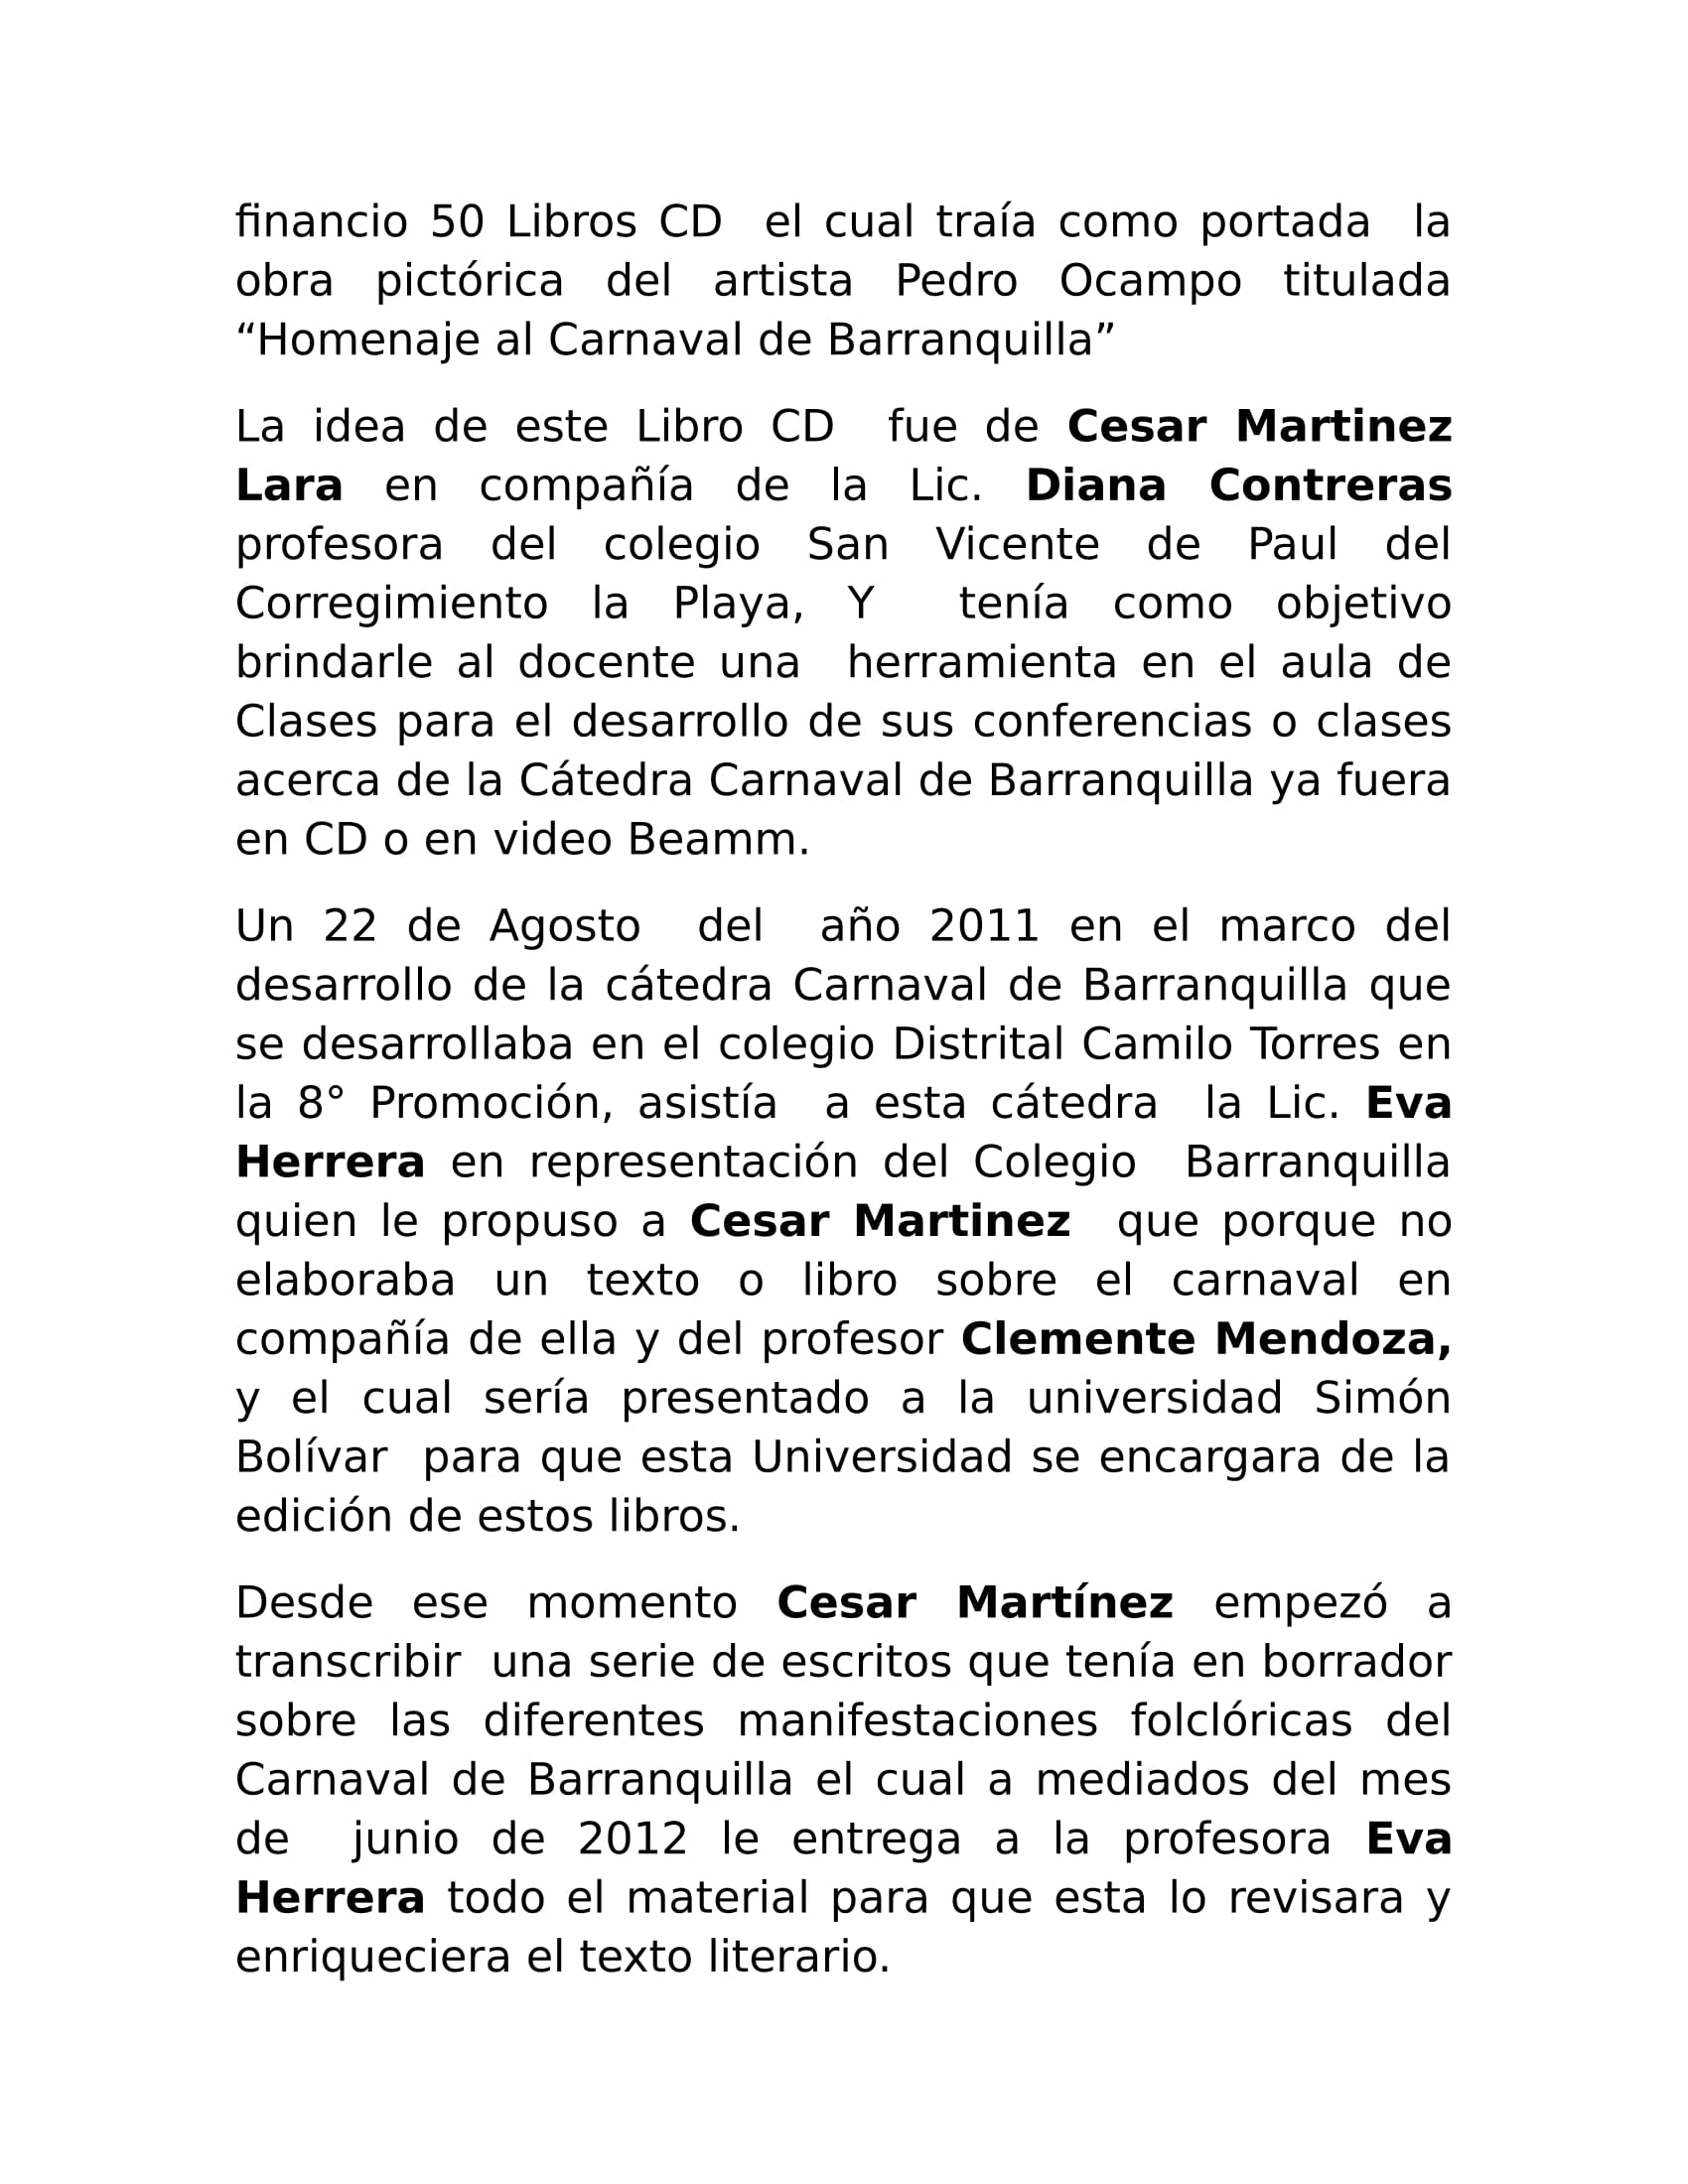 financio 50 Libros CD  el cual traía como portada  la
obra pictórica del artista Pedro Ocampo titulada
“Homenaje al Carnaval de Barranquilla”
La idea de este Libro CD  fue de Cesar Martinez
Lara en compañía de la Lic. Diana Contreras
profesora del colegio San Vicente de Paul del
Corregimiento la Playa, Y  tenía como objetivo
brindarle al docente una  herramienta en el aula de
Clases para el desarrollo de sus conferencias o clases
acerca de la Cátedra Carnaval de Barranquilla ya fuera
en CD o en video Beamm.
Un 22 de Agosto  del  año 2011 en el marco del
desarrollo de la cátedra Carnaval de Barranquilla que
se desarrollaba en el colegio Distrital Camilo Torres en
la 8° Promoción, asistía  a esta cátedra  la Lic. Eva
Herrera en representación del Colegio  Barranquilla
quien le propuso a Cesar Martinez  que porque no
elaboraba un texto o libro sobre el carnaval en
compañía de ella y del profesor Clemente Mendoza,
y el cual sería presentado a la universidad Simón
Bolívar  para que esta Universidad se encargara de la
edición de estos libros.
Desde ese momento Cesar Martínez empezó a
transcribir  una serie de escritos que tenía en borrador
sobre las diferentes manifestaciones folclóricas del
Carnaval de Barranquilla el cual a mediados del mes
de  junio de 2012 le entrega a la profesora Eva
Herrera todo el material para que esta lo revisara y
enriqueciera el texto literario.